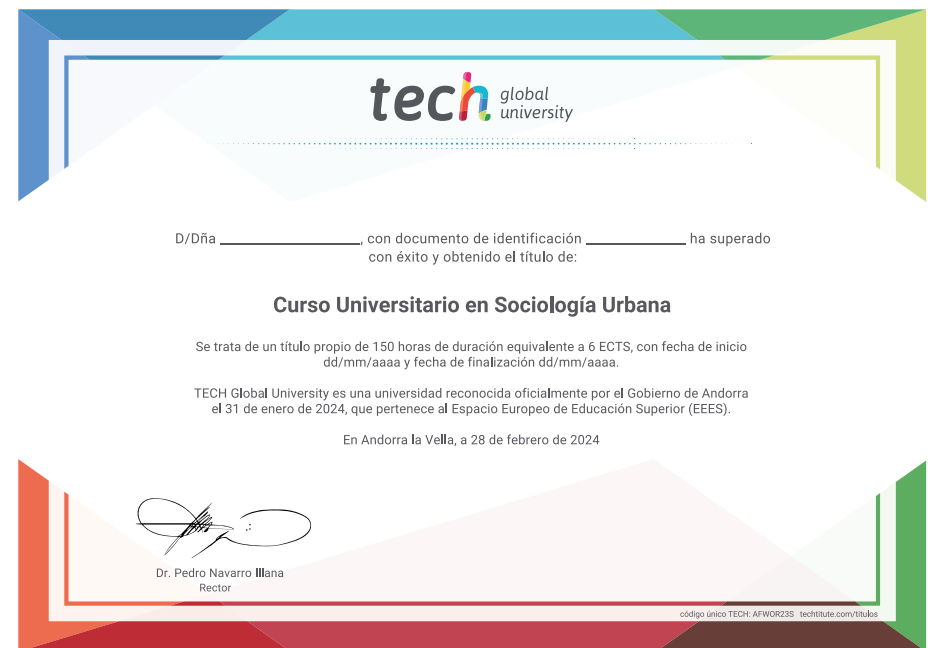 tech global university
D/Dña ____________________, con documento de identificación ______________ ha superado
con éxito y obtenido el título de:
Curso Universitario en Sociología Urbana
Se trata de un título propio de 150 horas de duración equivalente a 6 ECTS, con fecha de inicio
dd/mm/aaaa y fecha de finalización dd/mm/aaaa.
TECH Global University es una universidad reconocida oficialmente por el Gobierno de Andorra
el 31 de enero de 2024, que pertenece al Espacio Europeo de Educación Superior (EEES).
En Andorra la Vella, a 28 de febrero de 2024
Dr. Pedro Navarro Illana
Rector
código único TECH: AFWOR23S techtitute.com/titulos